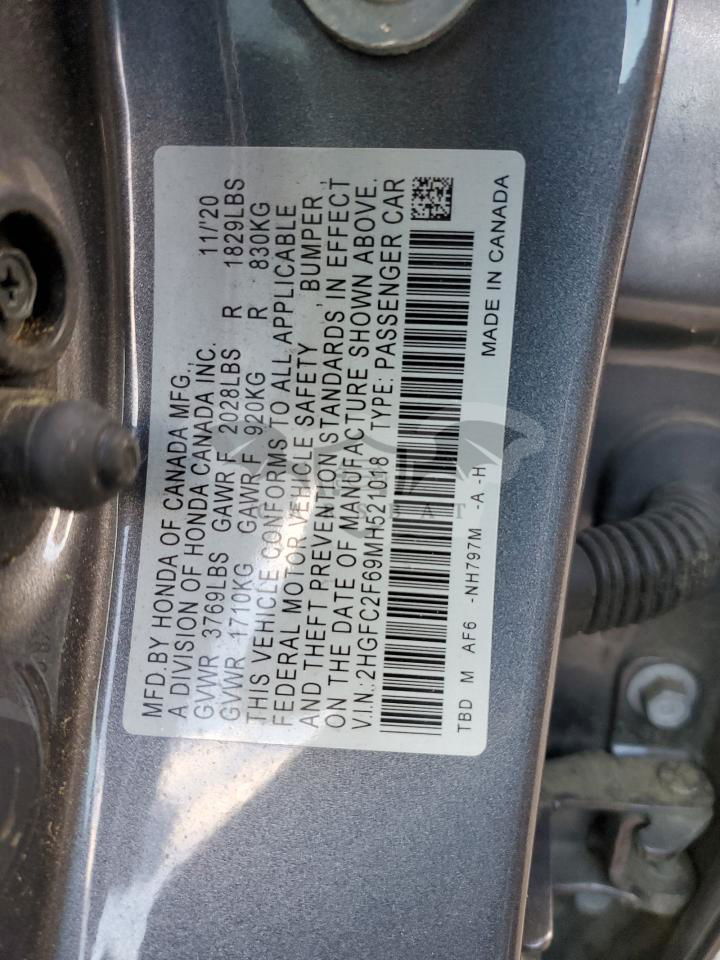 MFD.BY HONDA OF CANADA MFG.,
A DIVISION OF HONDA CANADA INC. 11/'20
GVWR 3769LBS GAWR F 2028LBS R 1829LBS
GVWR 1710KG GAWR F 920KG R 830KG
THIS VEHICLE CONFORMS TO ALL APPLICABLE
FEDERAL MOTOR VEHICLE SAFETY , BUMPER ,
AND THEFT PREVENTION STANDARDS IN EFFECT
ON THE DATE OF MANUFACTURE SHOWN ABOVE.
V.I.N.:2HGFC2F69MH521018 TYPE: PASSENGER CAR
TBD M AF6 -NH797M -A -H
MADE IN CANADA